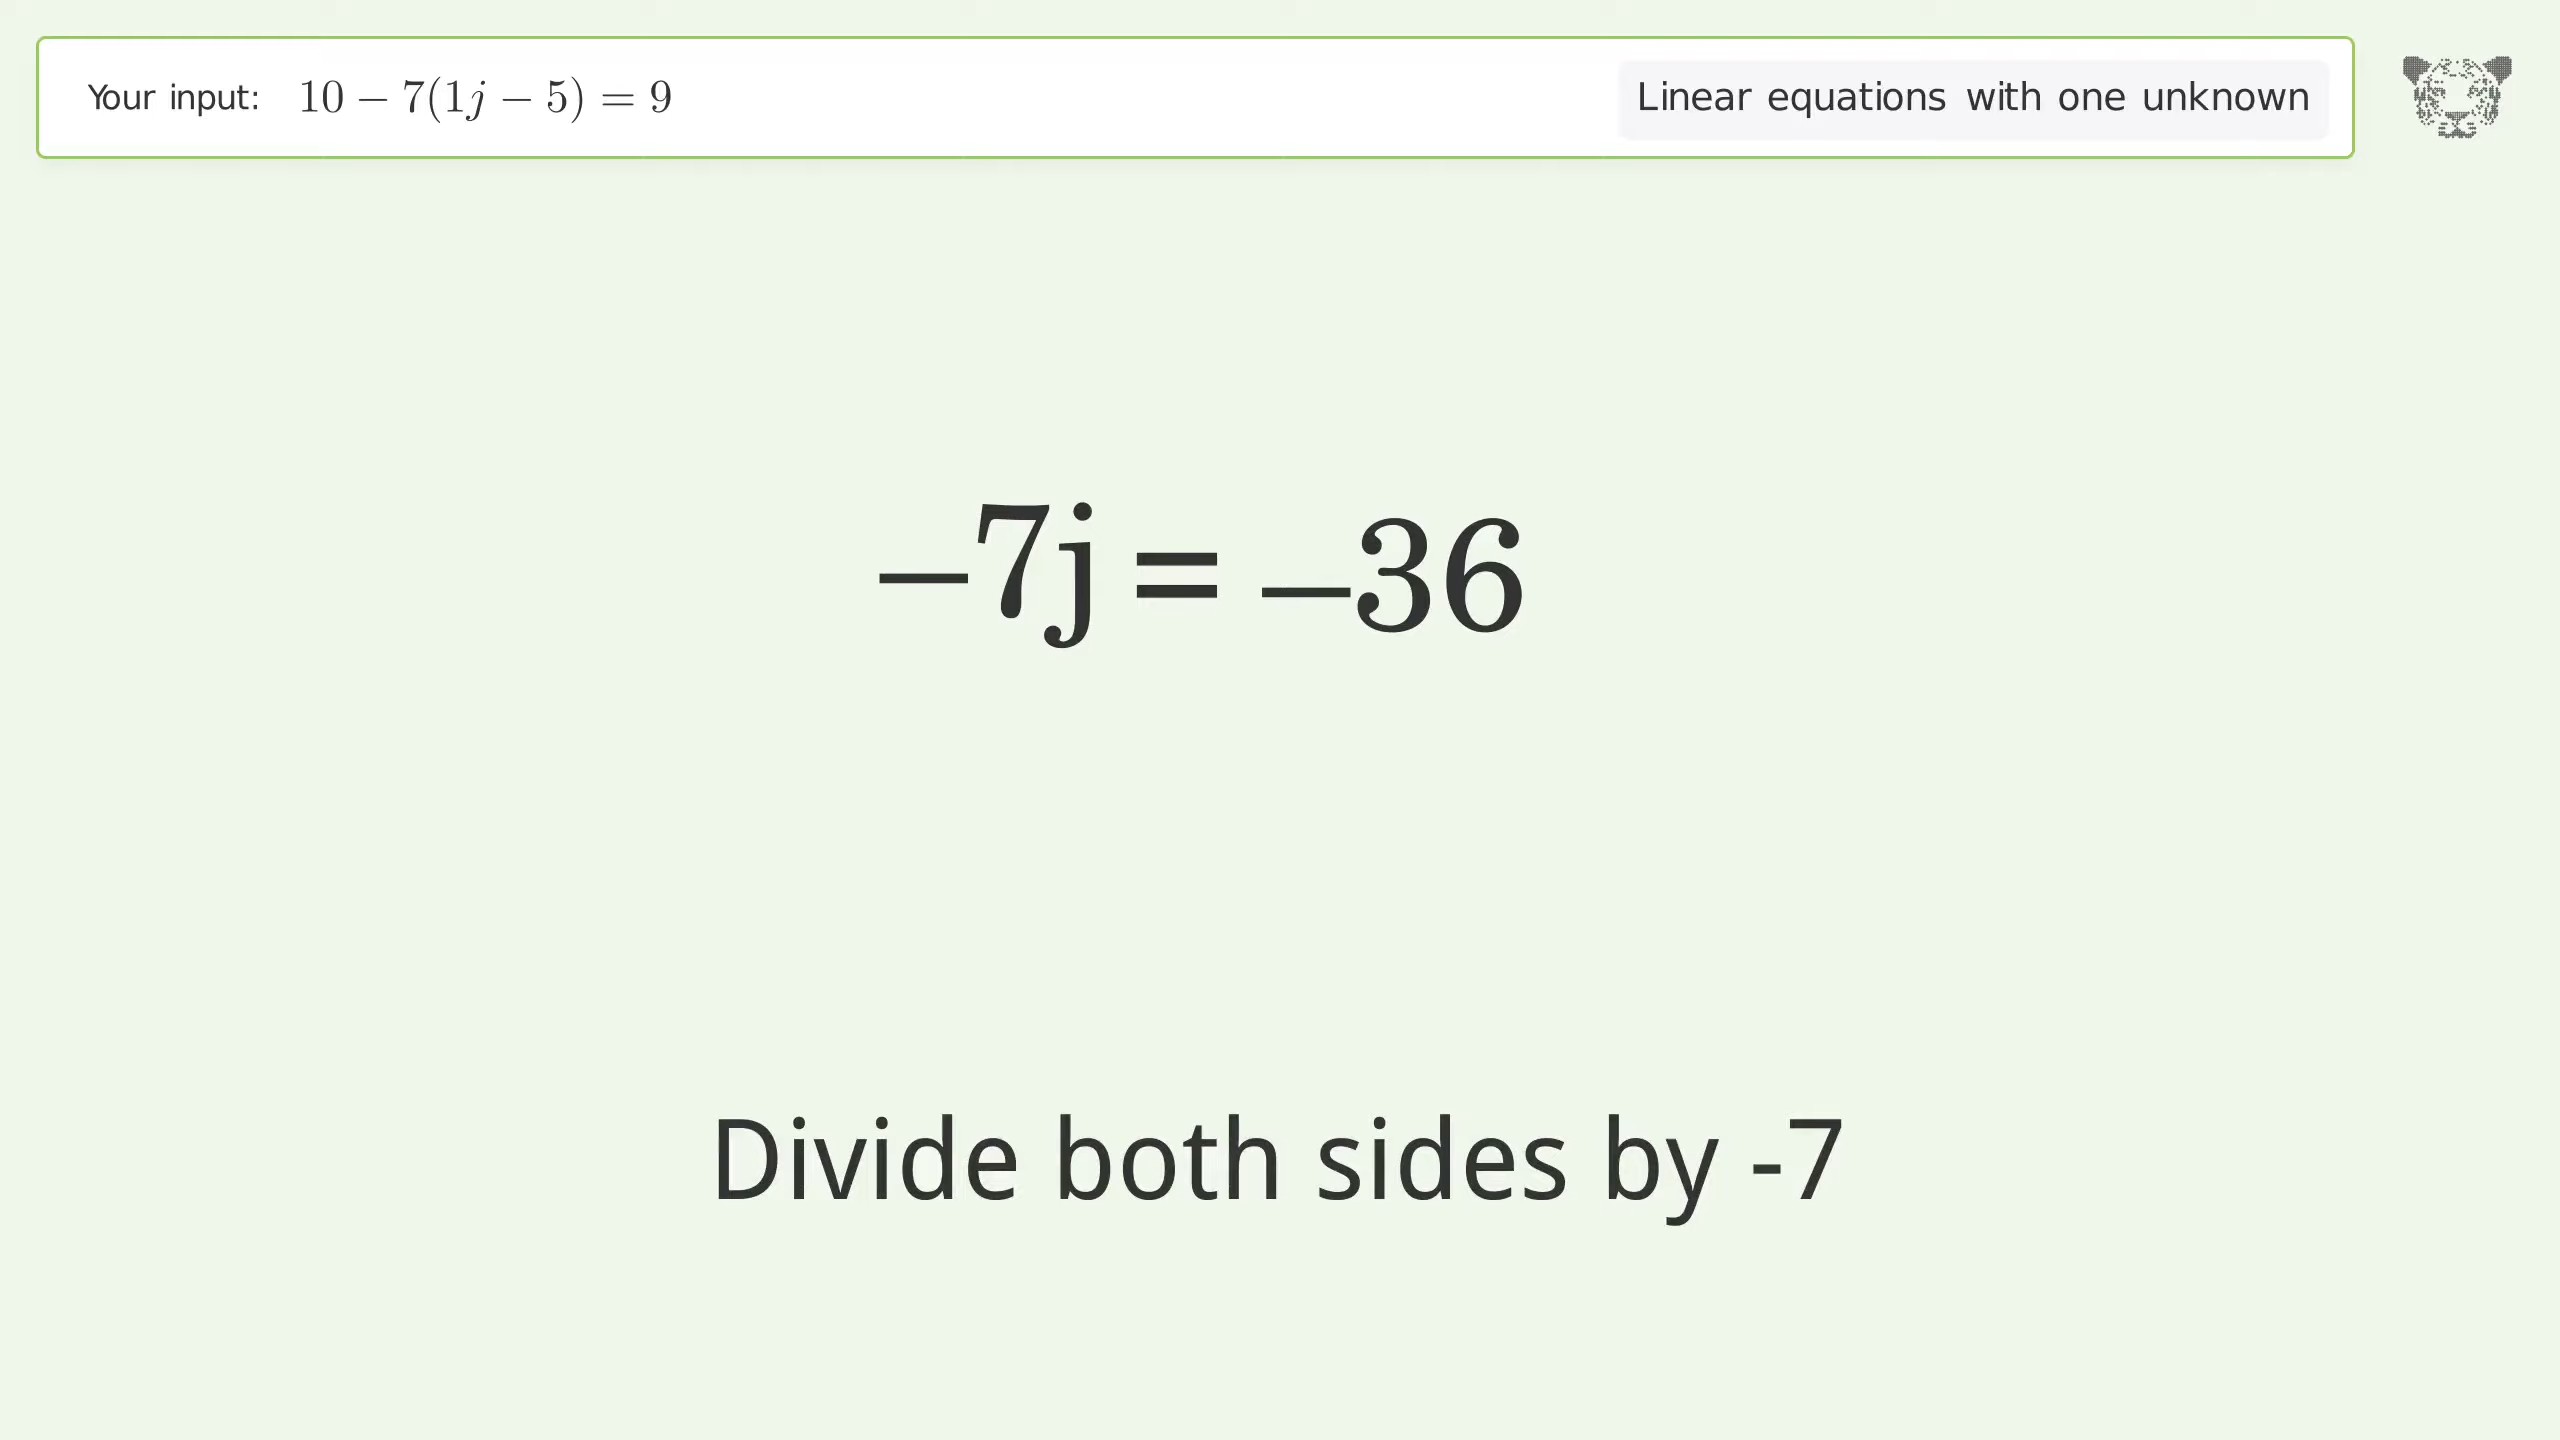 Your input: 10 − 7(1j − 5) = 9
Linear equations with one unknown
−7j = −36
Divide both sides by -7